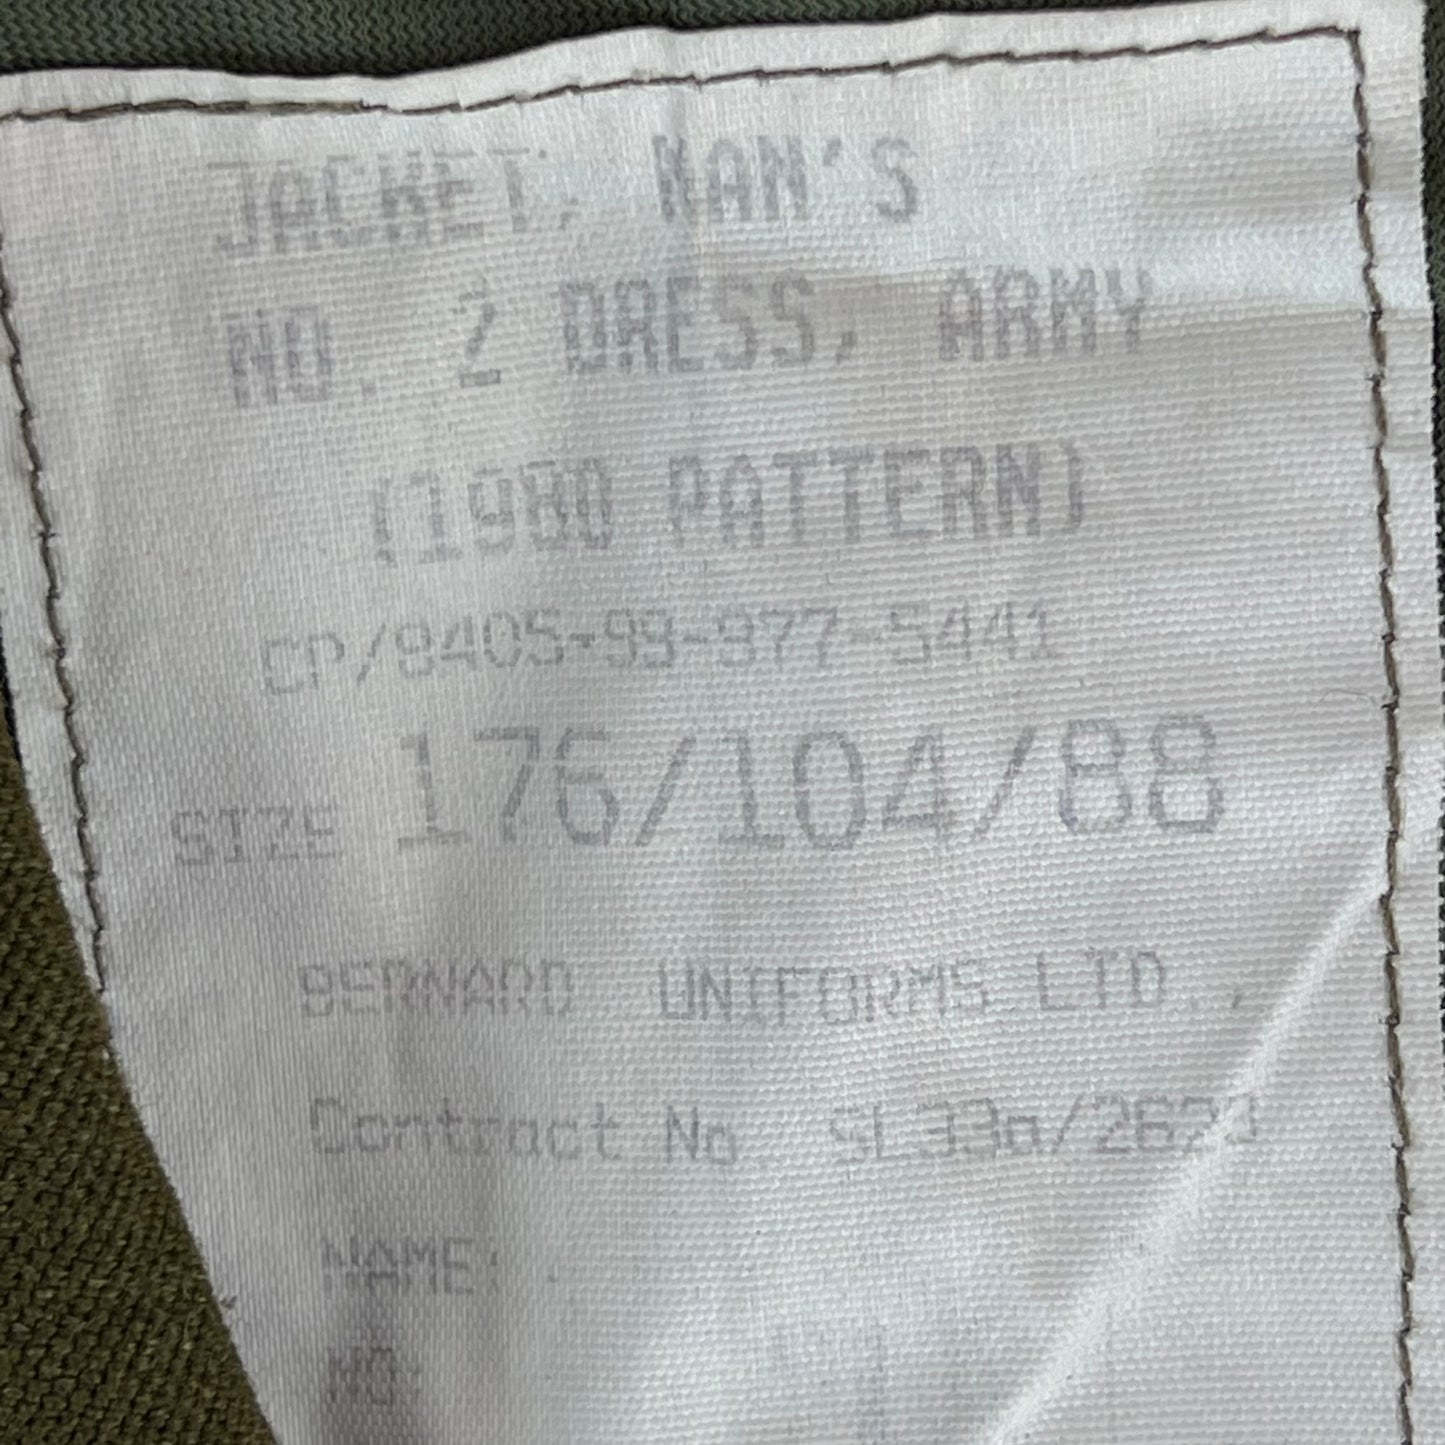 JACKET, MAN'S
NO. 2 DRESS, ARMY
(1980 PATTERN)
CP/8405-99-977-5441
SIZE 176/104/88
BERNARD UNIFORMS LTD.,
Contract No. SL33a/2623
NAME:
NO: